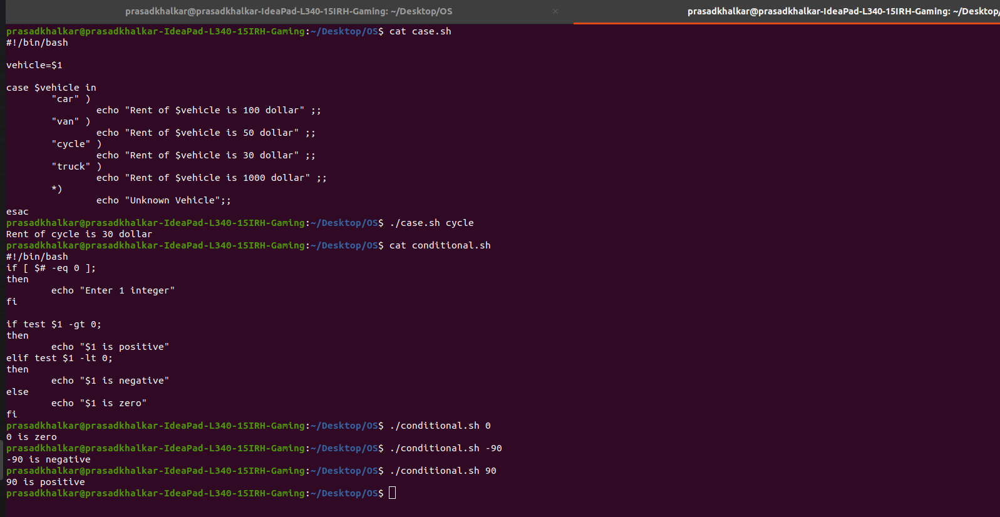 prasadkhalkar@prasadkhalkar-IdeaPad-L340-15IRH-Gaming: ~/Desktop/OS × prasadkhalkar@prasadkhalkar-IdeaPad-L340-15IRH-Gaming: ~/Desktop/
prasadkhalkar@prasadkhalkar-IdeaPad-L340-15IRH-Gaming:~/Desktop/OS$ cat case.sh
#!/bin/bash

vehicle=$1

case $vehicle in
        "car" )
                echo "Rent of $vehicle is 100 dollar" ;;
        "van" )
                echo "Rent of $vehicle is 50 dollar" ;;
        "cycle" )
                echo "Rent of $vehicle is 30 dollar" ;;
        "truck" )
                echo "Rent of $vehicle is 1000 dollar" ;;
        *)
                echo "Unknown Vehicle";;
esac
prasadkhalkar@prasadkhalkar-IdeaPad-L340-15IRH-Gaming:~/Desktop/OS$ ./case.sh cycle
Rent of cycle is 30 dollar
prasadkhalkar@prasadkhalkar-IdeaPad-L340-15IRH-Gaming:~/Desktop/OS$ cat conditional.sh
#!/bin/bash
if [ $# -eq 0 ];
then
        echo "Enter 1 integer"
fi

if test $1 -gt 0;
then
        echo "$1 is positive"
elif test $1 -lt 0;
then
        echo "$1 is negative"
else
        echo "$1 is zero"
fi
prasadkhalkar@prasadkhalkar-IdeaPad-L340-15IRH-Gaming:~/Desktop/OS$ ./conditional.sh 0
0 is zero
prasadkhalkar@prasadkhalkar-IdeaPad-L340-15IRH-Gaming:~/Desktop/OS$ ./conditional.sh -90
-90 is negative
prasadkhalkar@prasadkhalkar-IdeaPad-L340-15IRH-Gaming:~/Desktop/OS$ ./conditional.sh 90
90 is positive
prasadkhalkar@prasadkhalkar-IdeaPad-L340-15IRH-Gaming:~/Desktop/OS$